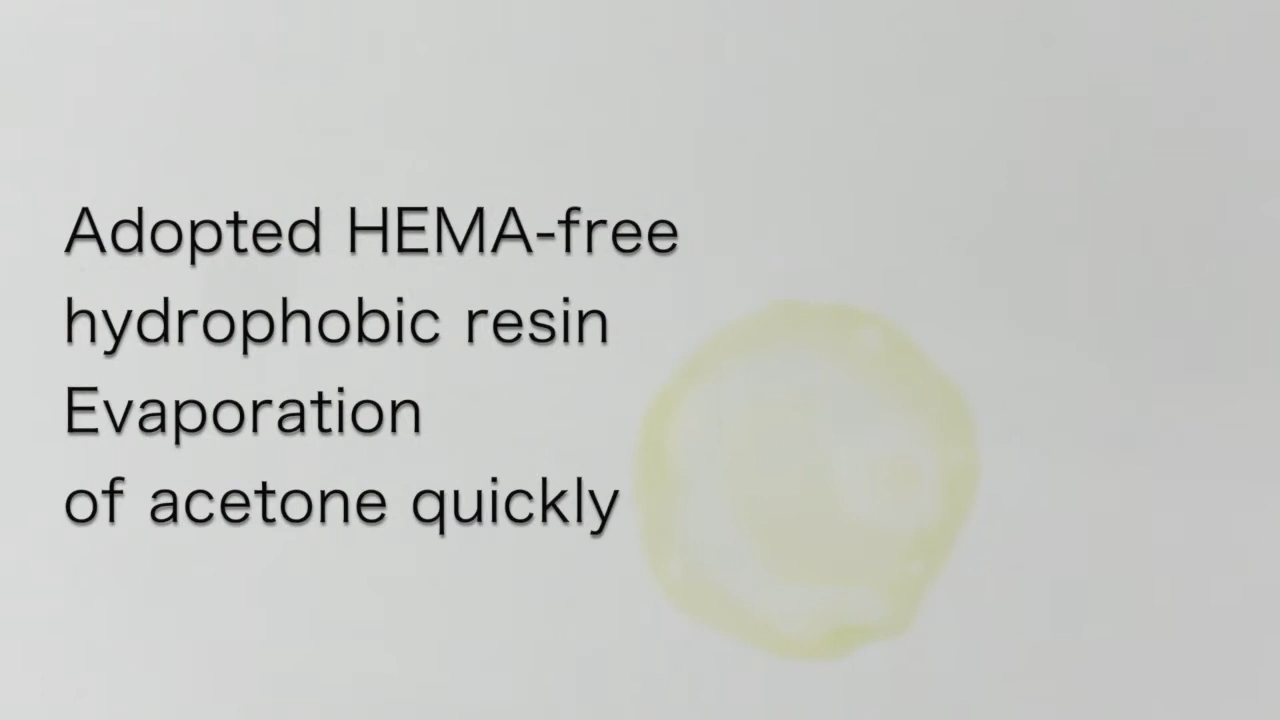 Adopted HEMA-free
hydrophobic resin
Evaporation
of acetone quickly